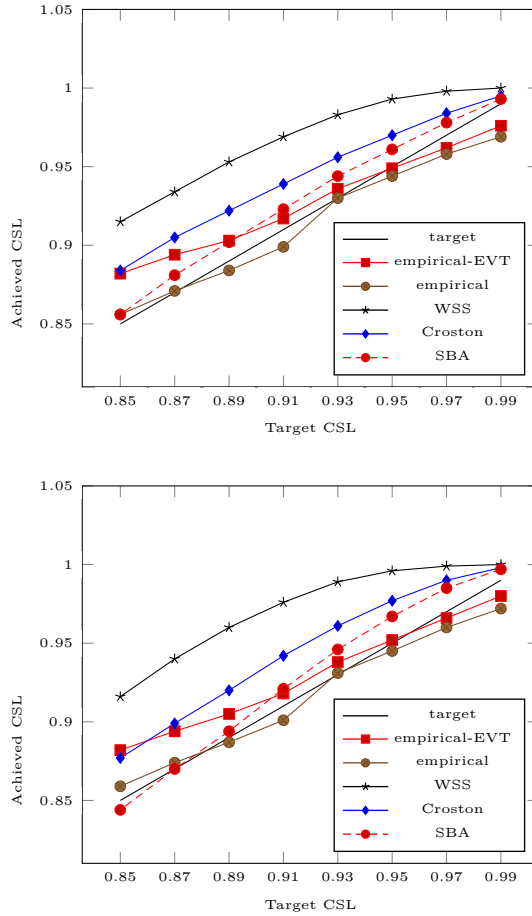 1.05
1
0.95
0.9
0.85
Achieved CSL
target
empirical-EVT
empirical
WSS
Croston
SBA
0.85 0.87 0.89 0.91 0.93 0.95 0.97 0.99
Target CSL
1.05
1
0.95
0.9
0.85
Achieved CSL
target
empirical-EVT
empirical
WSS
Croston
SBA
0.85 0.87 0.89 0.91 0.93 0.95 0.97 0.99
Target CSL